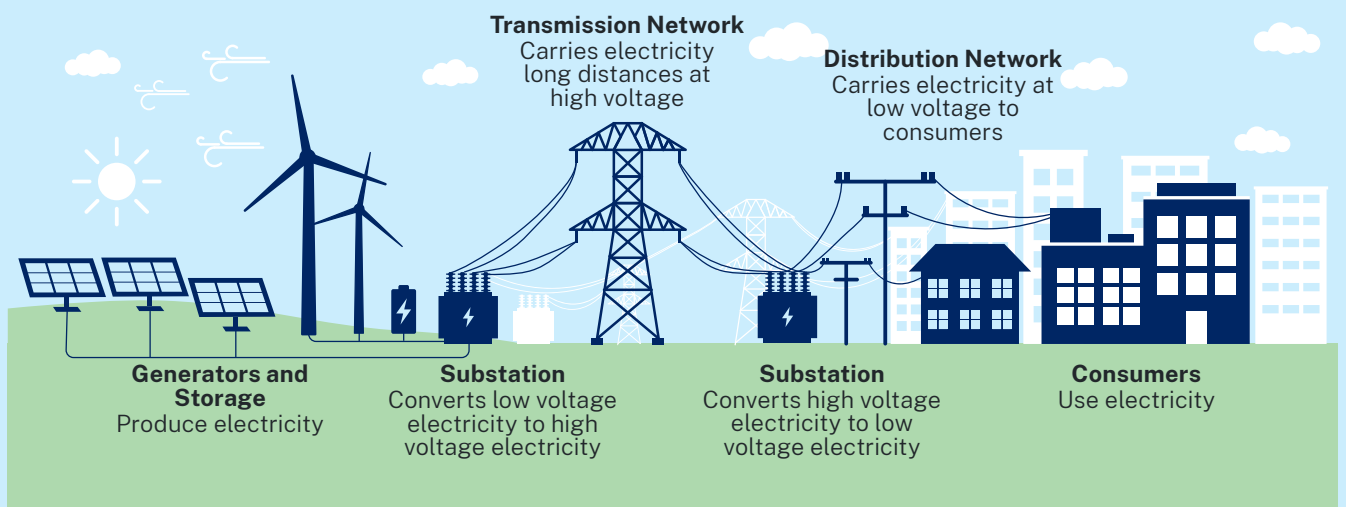 Transmission Network
Carries electricity
long distances at
high voltage
Distribution Network
Carries electricity at
low voltage to
consumers
Generators and
Storage
Produce electricity
Substation
Converts low voltage
electricity to high
voltage electricity
Substation
Converts high voltage
electricity to low
voltage electricity
Consumers
Use electricity